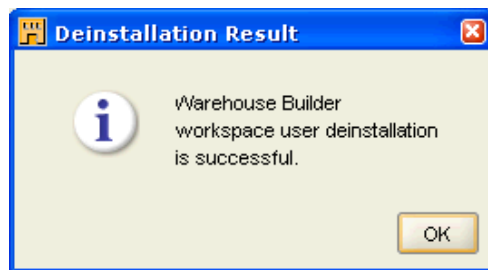 Deinstallation Result
Warehouse Builder
workspace user deinstallation
is successful.
OK